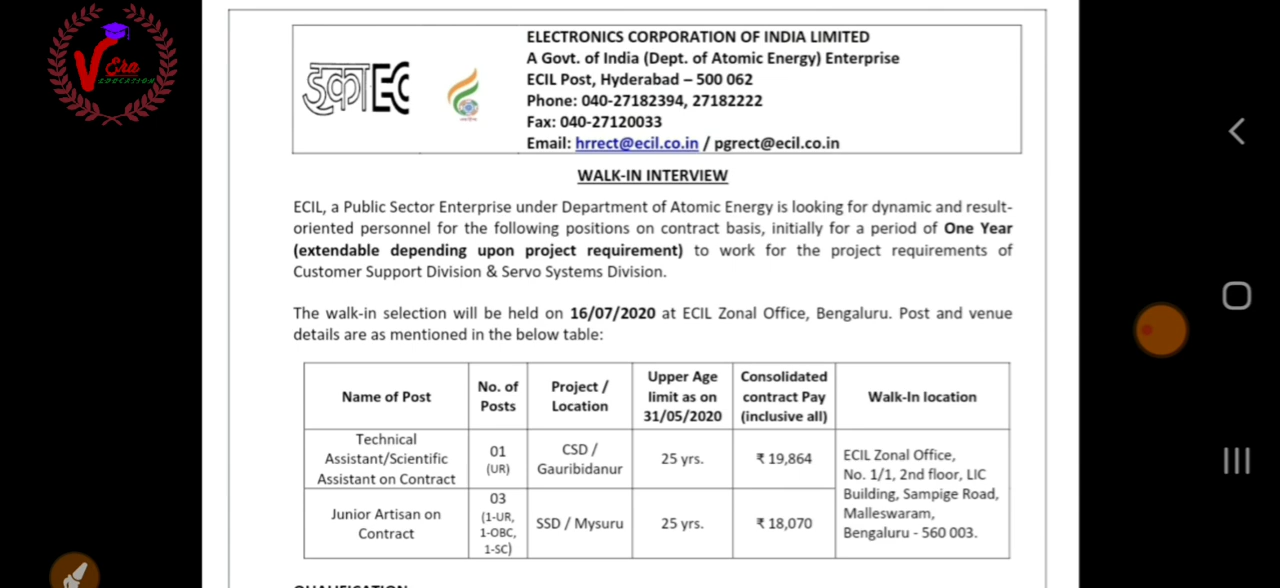 V Era
EDUCATION
ELECTRONICS CORPORATION OF INDIA LIMITED
A Govt. of India (Dept. of Atomic Energy) Enterprise
ECIL Post, Hyderabad – 500 062
Phone: 040-27182394, 27182222
Fax: 040-27120033
Email: hrrect@ecil.co.in / pgrect@ecil.co.in
WALK-IN INTERVIEW
ECIL, a Public Sector Enterprise under Department of Atomic Energy is looking for dynamic and result-
oriented personnel for the following positions on contract basis, initially for a period of One Year
(extendable depending upon project requirement) to work for the project requirements of
Customer Support Division & Servo Systems Division.
The walk-in selection will be held on 16/07/2020 at ECIL Zonal Office, Bengaluru. Post and venue
details are as mentioned in the below table:
Name of Post
No. of
Posts
Project /
Location
Upper Age
limit as on
31/05/2020
Consolidated
contract Pay
(inclusive all)
Walk-In location
Technical
Assistant/Scientific
Assistant on Contract
01
(UR)
CSD /
Gauribidanur
25 yrs.
₹ 19,864
ECIL Zonal Office,
No. 1/1, 2nd floor, LIC
Building, Sampige Road,
Malleswaram,
Bengaluru - 560 003.
Junior Artisan on
Contract
03
(1-UR,
1-OBC,
1-SC)
SSD / Mysuru
25 yrs.
₹ 18,070
QUALIFICATION